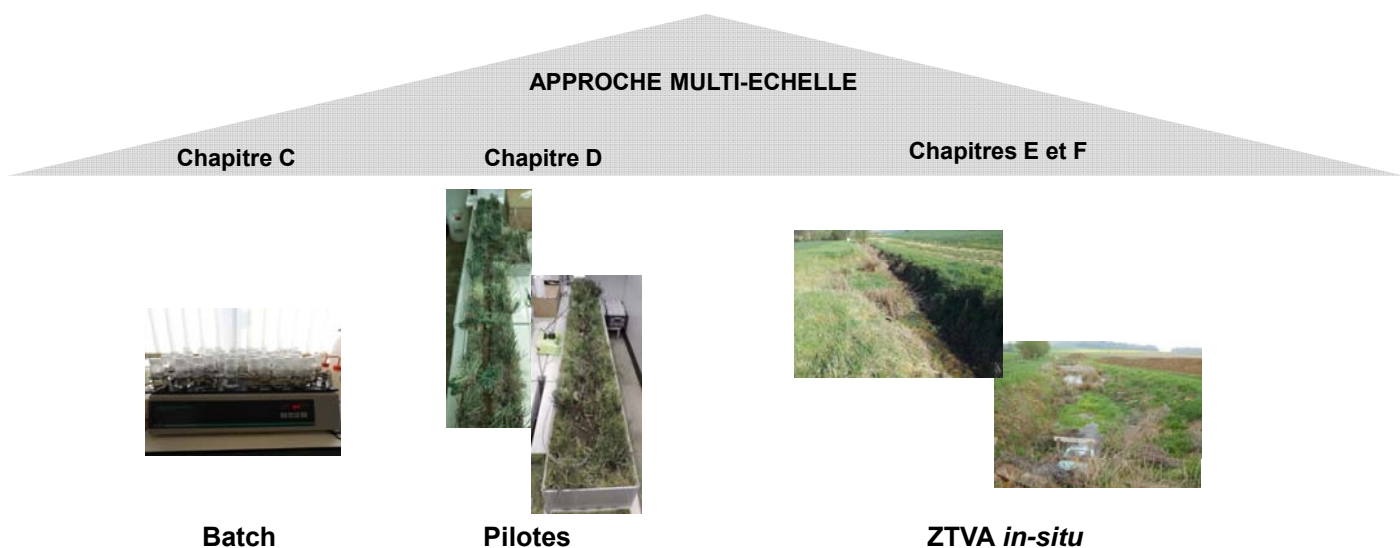 APPROCHE MULTI-ECHELLE
Chapitre C
Chapitre D
Chapitres E et F
Batch
Pilotes
ZTVA in-situ